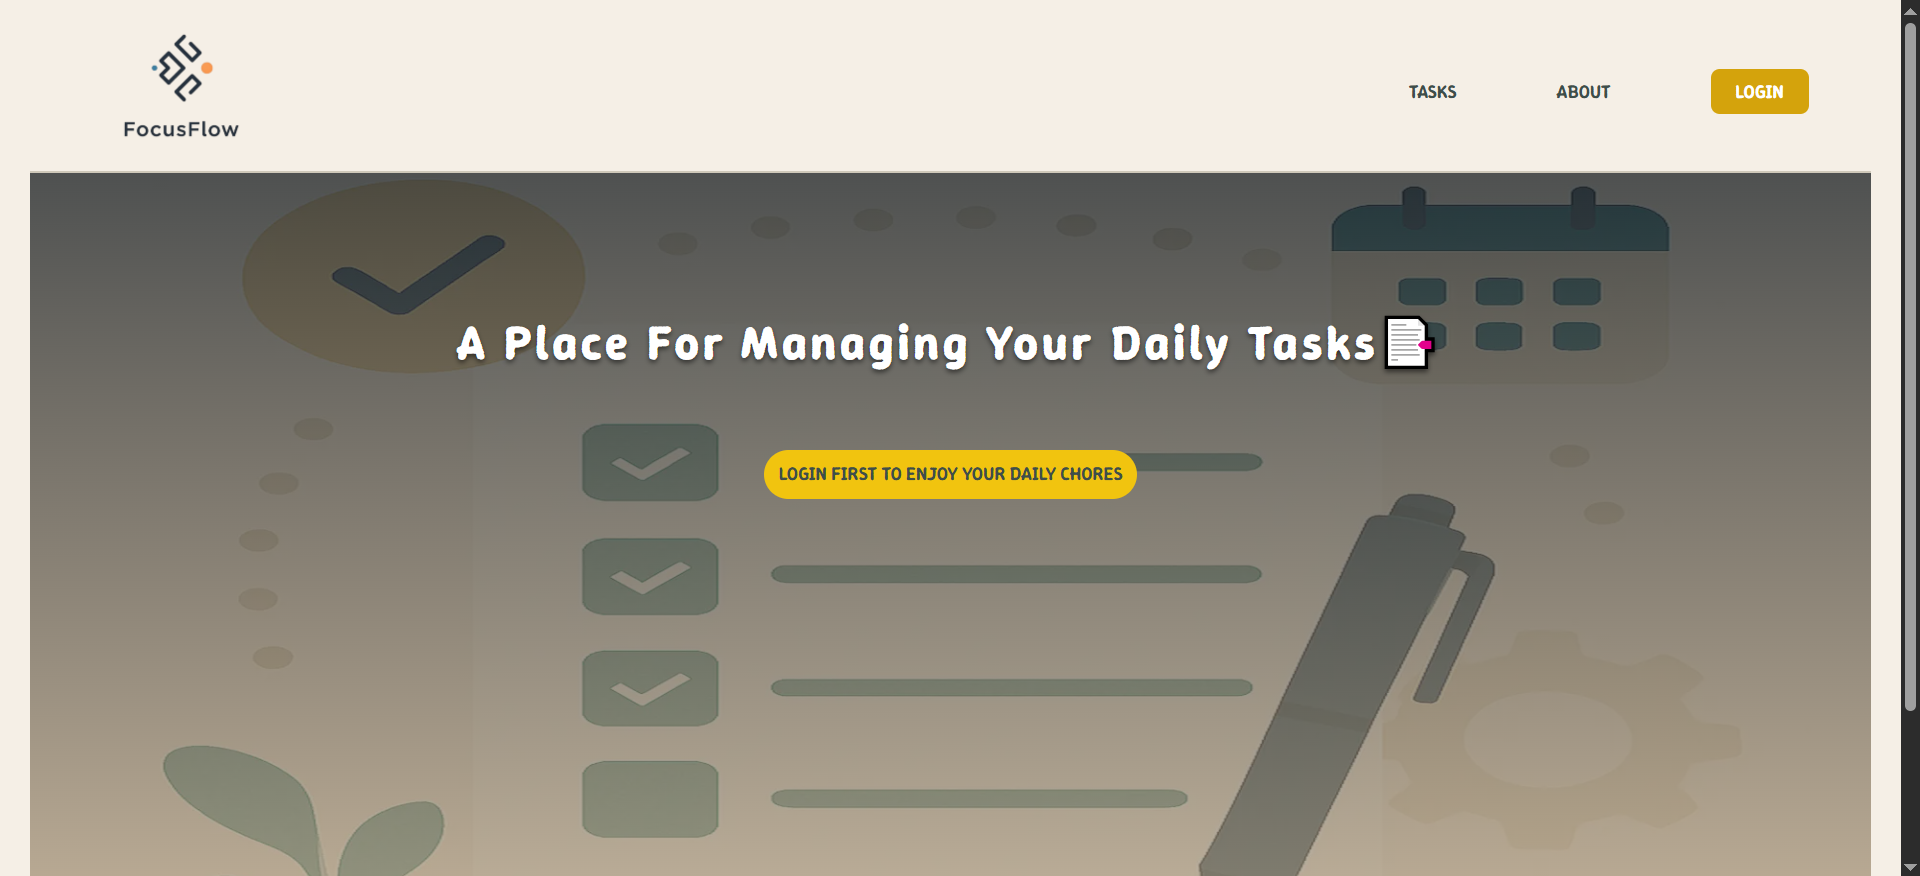 FocusFlow
TASKS
ABOUT
LOGIN
A Place For Managing Your Daily Tasks
LOGIN FIRST TO ENJOY YOUR DAILY CHORES